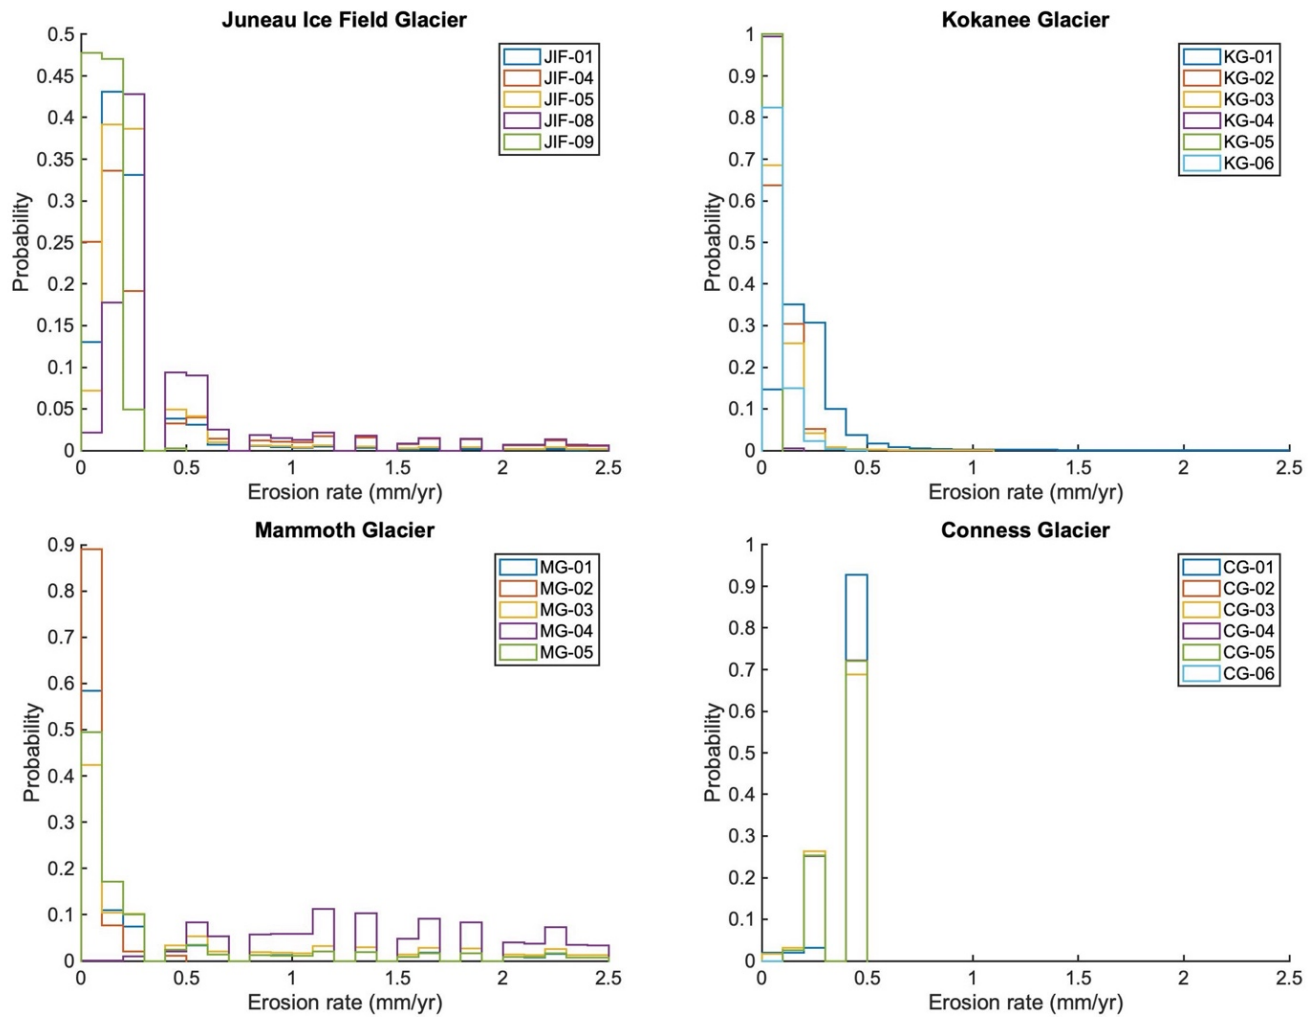 Juneau Ice Field Glacier
0.5
0.45
0.4
0.35
0.3
0.25
0.2
0.15
0.1
0.05
0
Probability
JIF-01
JIF-04
JIF-05
JIF-08
JIF-09
0 0.5 1 1.5 2 2.5
Erosion rate (mm/yr)
Kokanee Glacier
1
0.9
0.8
0.7
0.6
0.5
0.4
0.3
0.2
0.1
0
Probability
KG-01
KG-02
KG-03
KG-04
KG-05
KG-06
0 0.5 1 1.5 2 2.5
Erosion rate (mm/yr)
Mammoth Glacier
0.9
0.8
0.7
0.6
0.5
0.4
0.3
0.2
0.1
0
Probability
MG-01
MG-02
MG-03
MG-04
MG-05
0 0.5 1 1.5 2 2.5
Erosion rate (mm/yr)
Conness Glacier
1
0.9
0.8
0.7
0.6
0.5
0.4
0.3
0.2
0.1
0
Probability
CG-01
CG-02
CG-03
CG-04
CG-05
CG-06
0 0.5 1 1.5 2 2.5
Erosion rate (mm/yr)